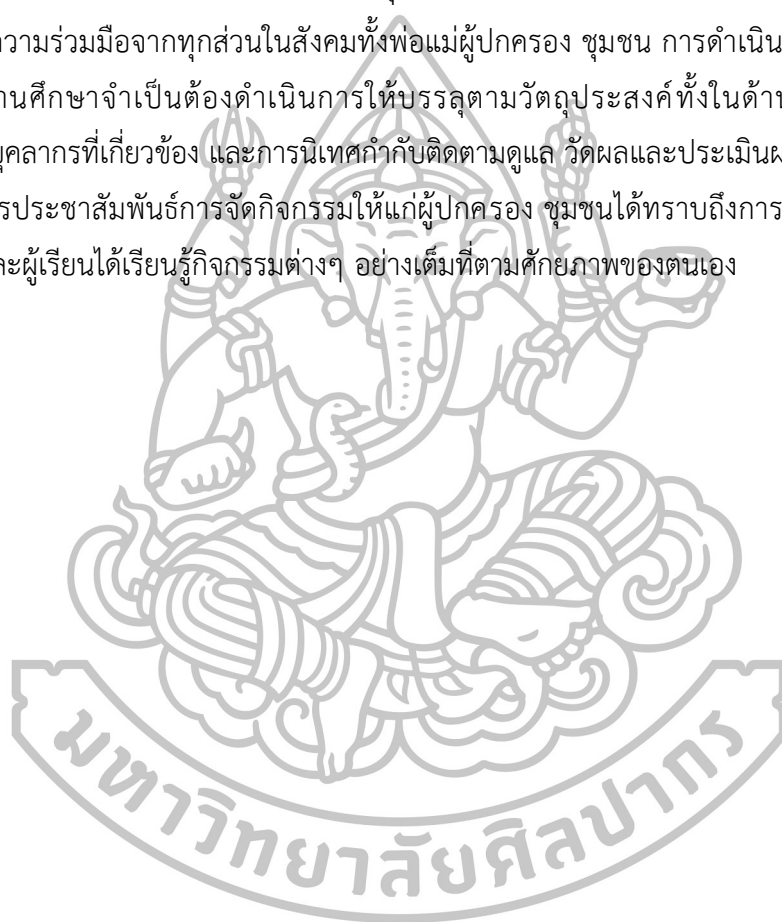 ความร่วมมือจากทุกส่วนในสังคมทั้งพ่อแม่ผู้ปกครอง ชุมชน การดำเนิน
านศึกษาจำเป็นต้องดำเนินการให้บรรลุตามวัตถุประสงค์ทั้งในด้าน
บุคลากรที่เกี่ยวข้อง และการนิเทศกำกับติดตามดูแล วัดผลและประเมินผ
รประชาสัมพันธ์การจัดกิจกรรมให้แก่ผู้ปกครอง ชุมชนได้ทราบถึงการ
ละผู้เรียนได้เรียนรู้กิจกรรมต่างๆ อย่างเต็มที่ตามศักยภาพของตนเอง
มหาวิทยาลัยศิลปากร